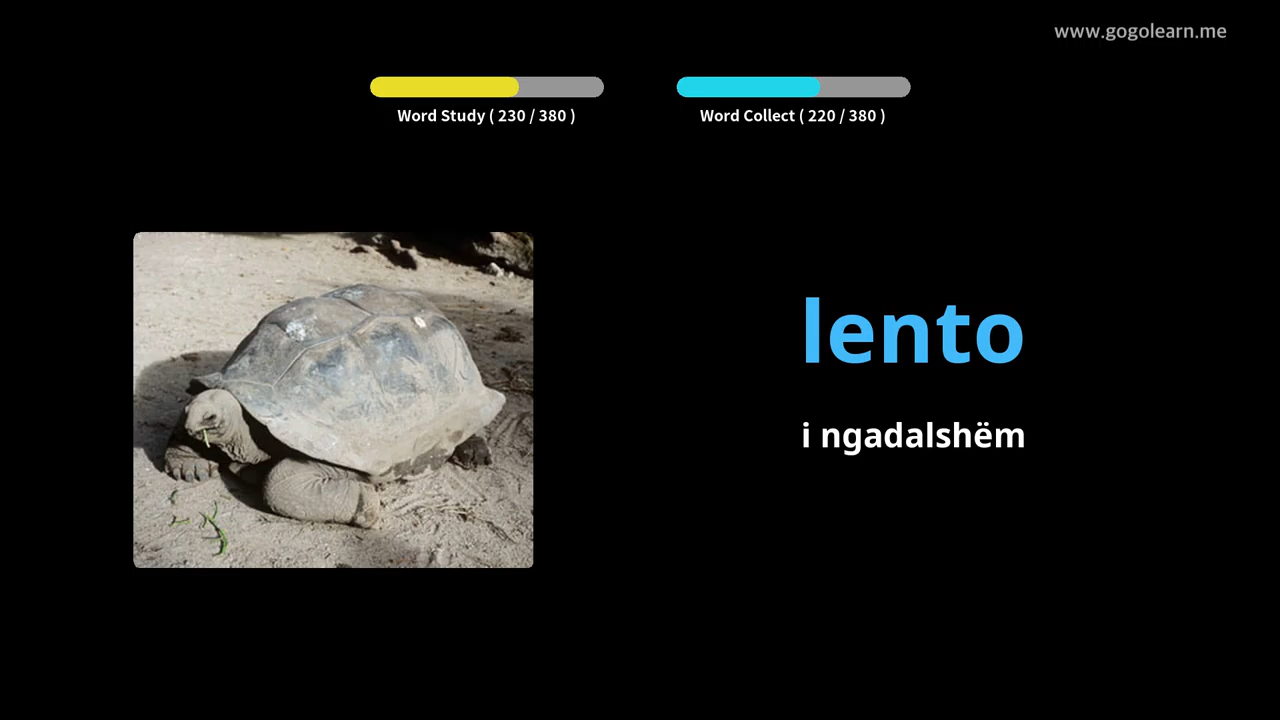 www.gogolearn.me
Word Study ( 230 / 380 )
Word Collect ( 220 / 380 )
lento
i ngadalshëm